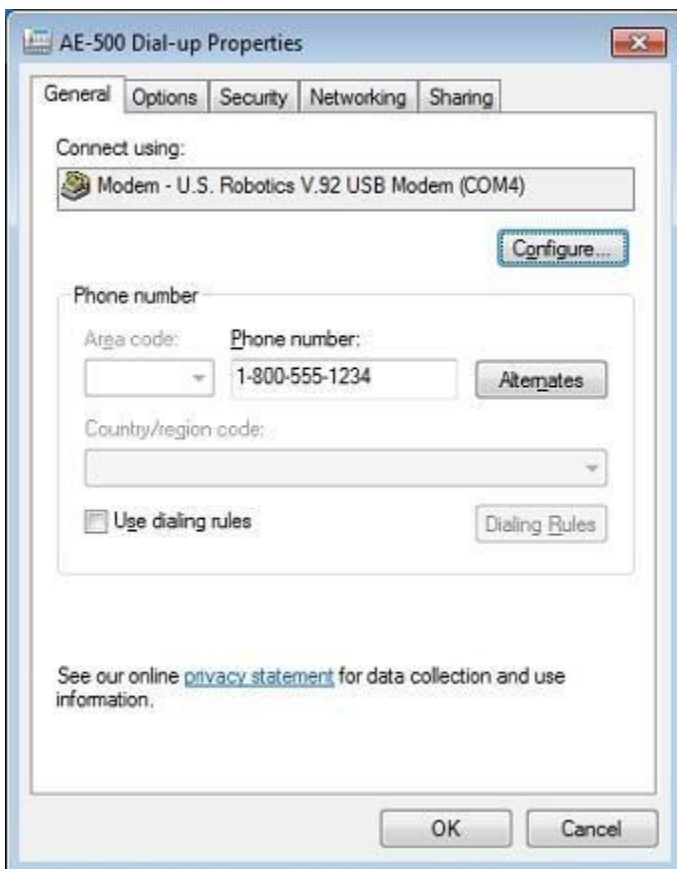 AE-500 Dial-up Properties
General Options Security Networking Sharing
Connect using:
Modem - U.S. Robotics V.92 USB Modem (COM4)
Configure...
Phone number
Area code: Phone number:
1-800-555-1234 Alternates
Country/region code:
Use dialing rules Dialing Rules
See our online privacy statement for data collection and use
information.
OK Cancel